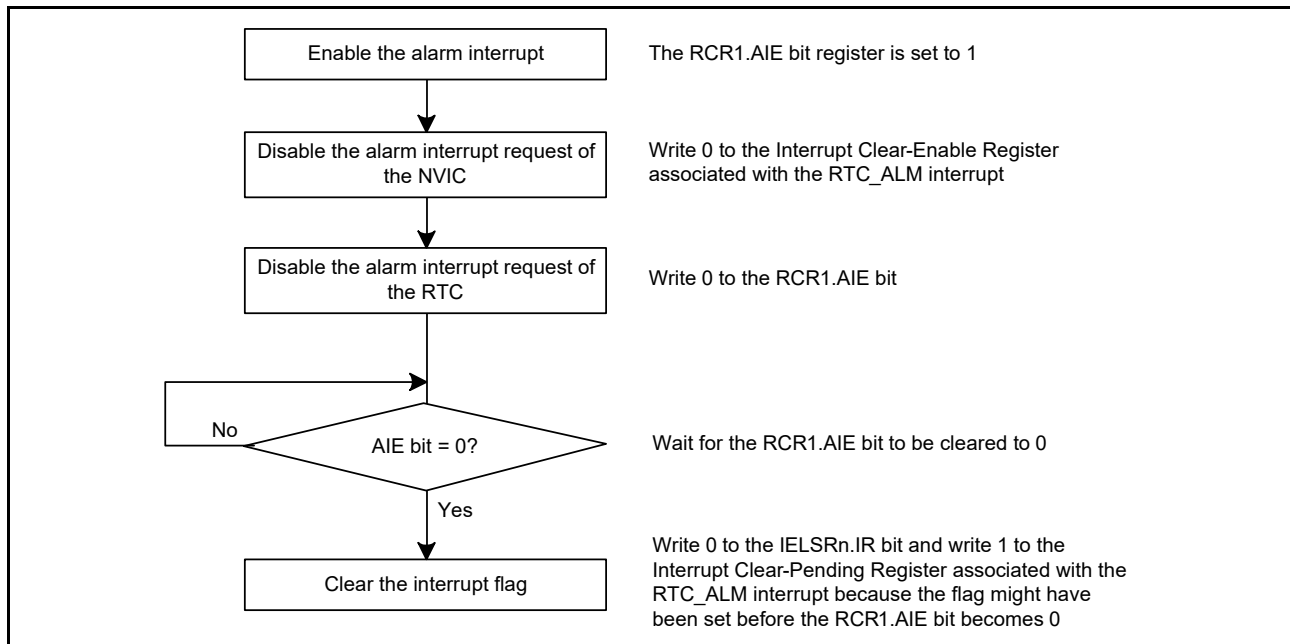 Enable the alarm interrupt
The RCR1.AIE bit register is set to 1
Disable the alarm interrupt request of
the NVIC
Write 0 to the Interrupt Clear-Enable Register
associated with the RTC_ALM interrupt
Disable the alarm interrupt request of
the RTC
Write 0 to the RCR1.AIE bit
No
AIE bit = 0?
Wait for the RCR1.AIE bit to be cleared to 0
Yes
Clear the interrupt flag
Write 0 to the IELSRn.IR bit and write 1 to the
Interrupt Clear-Pending Register associated with the
RTC_ALM interrupt because the flag might have
been set before the RCR1.AIE bit becomes 0